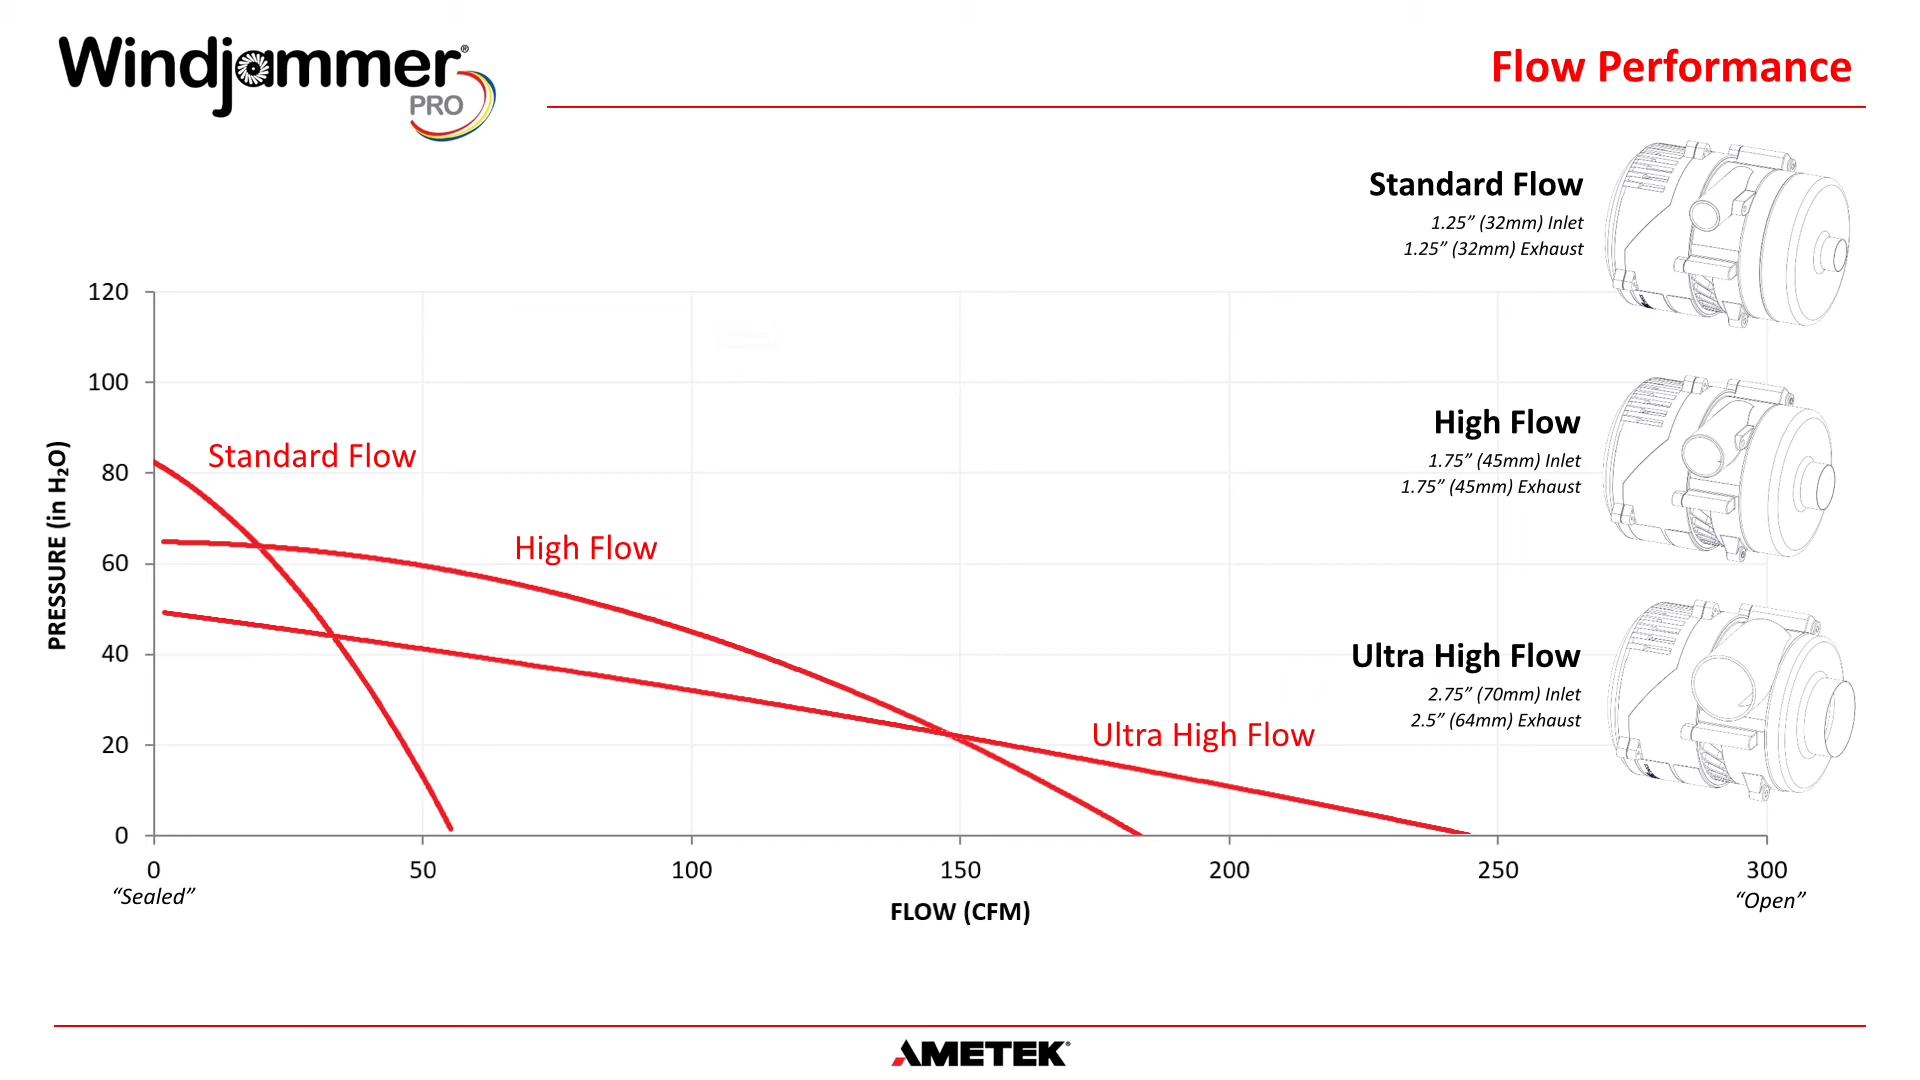 Windjammer®
PRO
Flow Performance
Standard Flow
1.25” (32mm) Inlet
1.25” (32mm) Exhaust
High Flow
1.75” (45mm) Inlet
1.75” (45mm) Exhaust
Ultra High Flow
2.75” (70mm) Inlet
2.5” (64mm) Exhaust
PRESSURE (in H₂O)
120
100
80
60
40
20
0
Standard Flow
High Flow
Ultra High Flow
0
50
100
150
200
250
300
“Sealed”
“Open”
FLOW (CFM)
AMETEK®